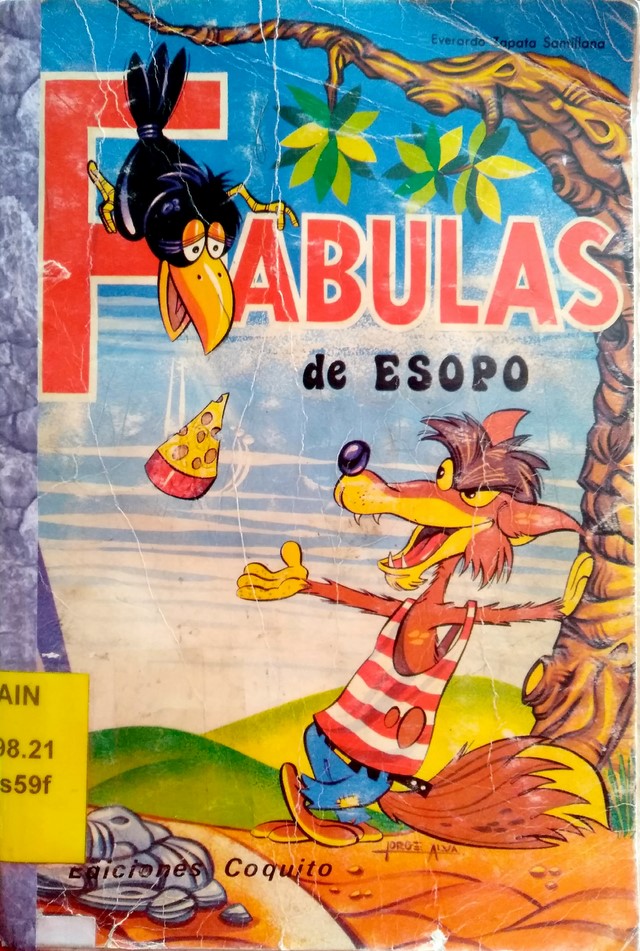 Everardo Zapata Santillana
FABULAS
de ESOPO
AIN
98.21
s59f
JORGE ALVA
Ediciones Coquito